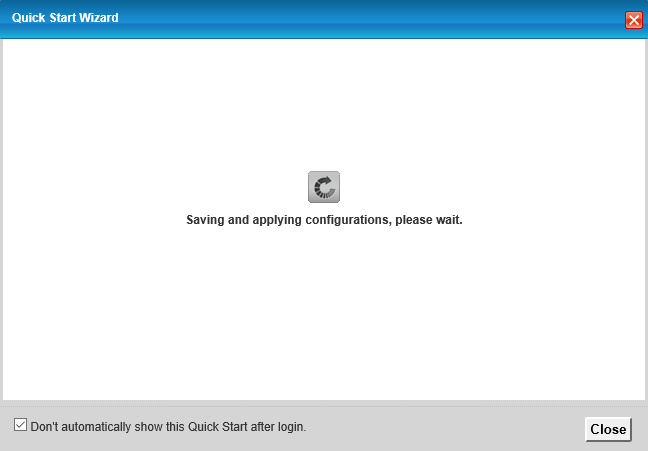 Quick Start Wizard
Saving and applying configurations, please wait.
Don't automatically show this Quick Start after login.
Close